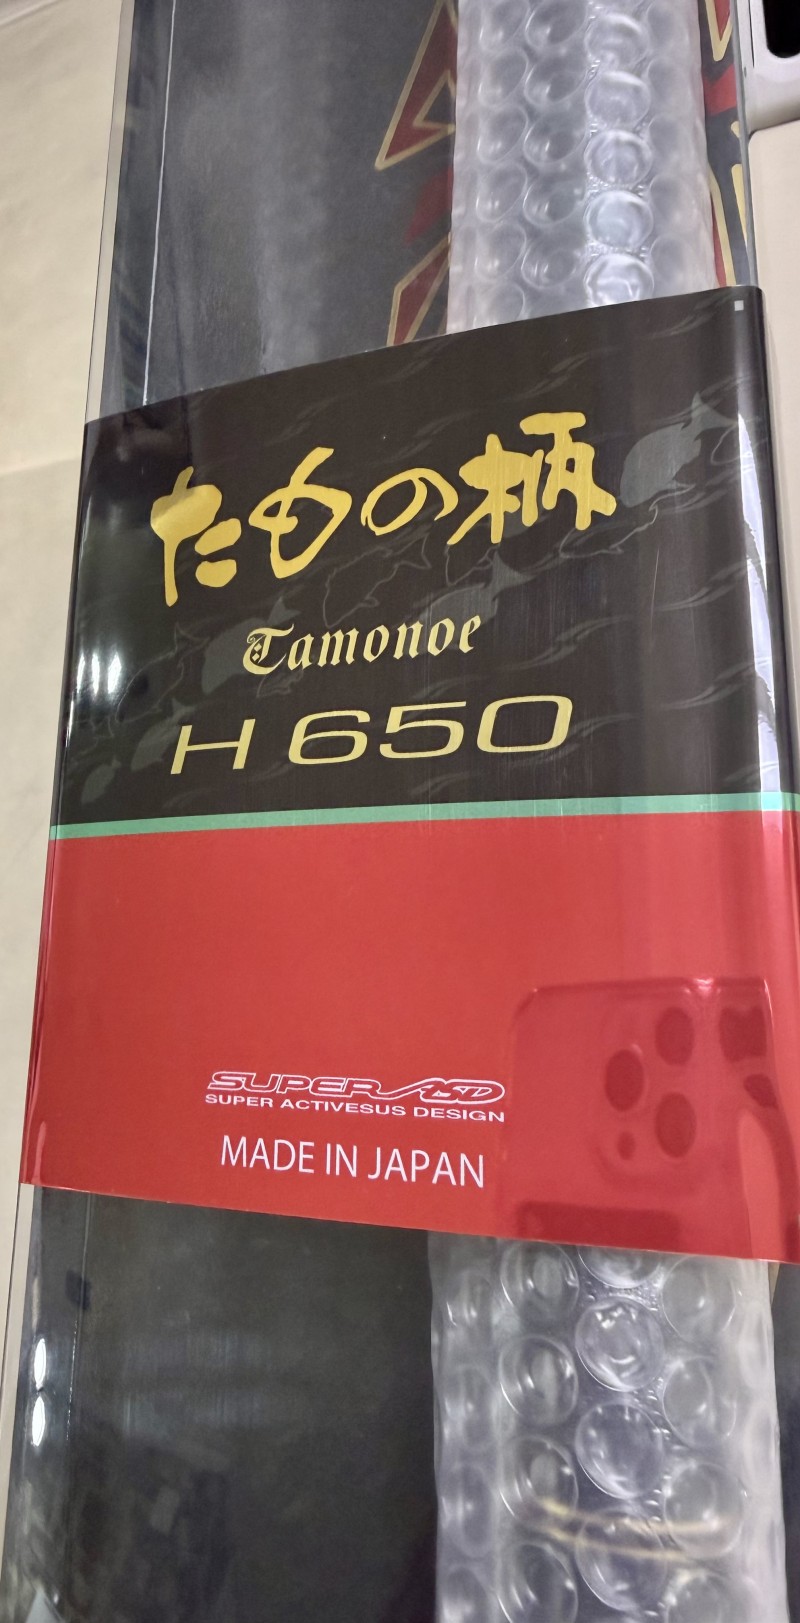 たもの柄
Tamonoe
H 650
SUPER ASD
SUPER ACTIVESUS DESIGN
MADE IN JAPAN